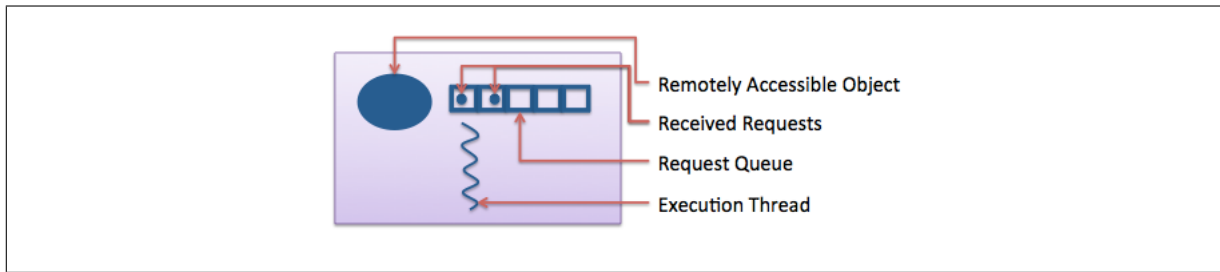 Remotely Accessible Object
Received Requests
Request Queue
Execution Thread